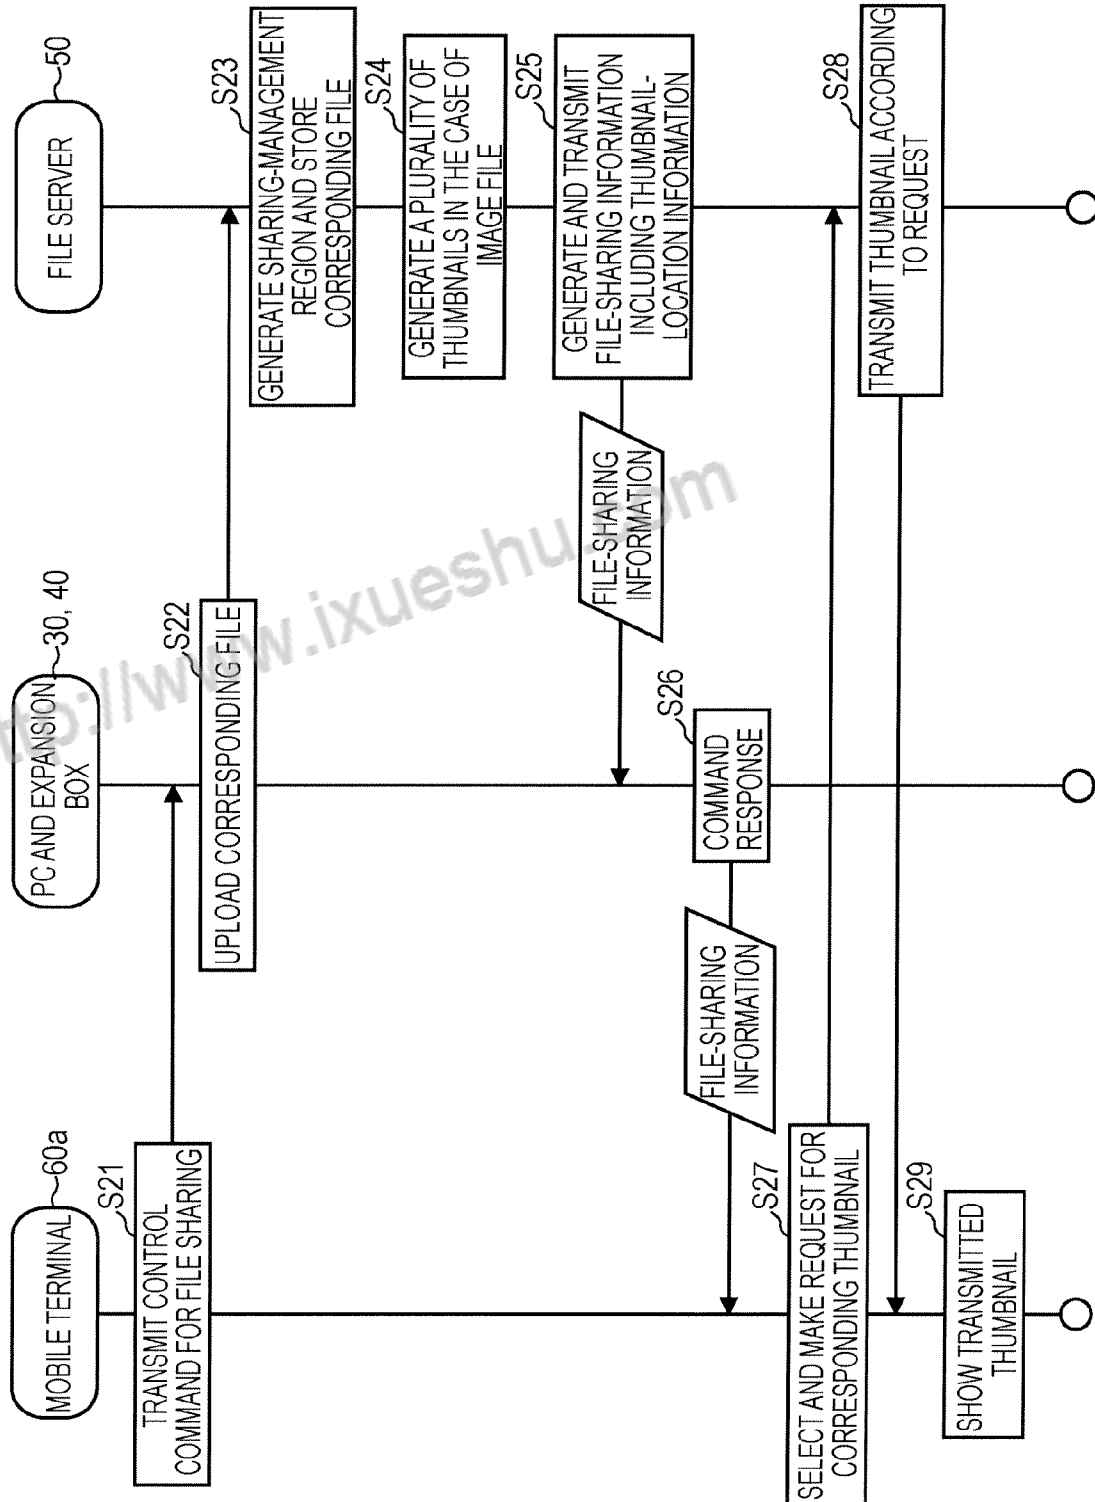 MOBILE TERMINAL
60a
PC AND EXPANSION
BOX
30, 40
FILE SERVER
50
S21
TRANSMIT CONTROL
COMMAND FOR FILE SHARING
S22
UPLOAD CORRESPONDING FILE
S23
GENERATE SHARING-MANAGEMENT
REGION AND STORE
CORRESPONDING FILE
S24
GENERATE A PLURALITY OF
THUMBNAILS IN THE CASE OF
IMAGE FILE
S25
GENERATE AND TRANSMIT
FILE-SHARING INFORMATION
INCLUDING THUMBNAIL-
LOCATION INFORMATION
FILE-SHARING
INFORMATION
S26
COMMAND
RESPONSE
FILE-SHARING
INFORMATION
S27
SELECT AND MAKE REQUEST FOR
CORRESPONDING THUMBNAIL
S28
TRANSMIT THUMBNAIL ACCORDING
TO REQUEST
S29
SHOW TRANSMITTED
THUMBNAIL
ttp://www.ixueshu.com